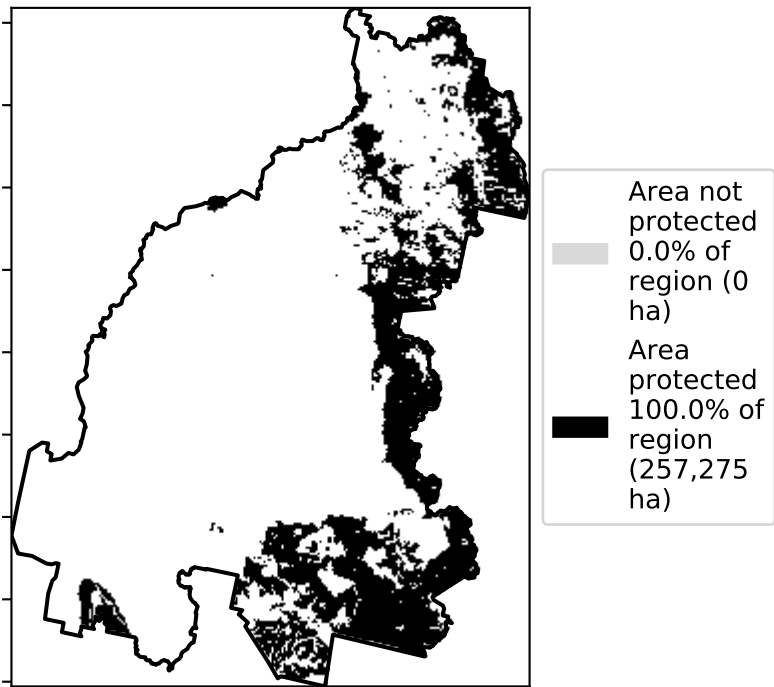 Area not
protected
0.0% of
region (0
ha)
Area
protected
100.0% of
region
(257,275
ha)